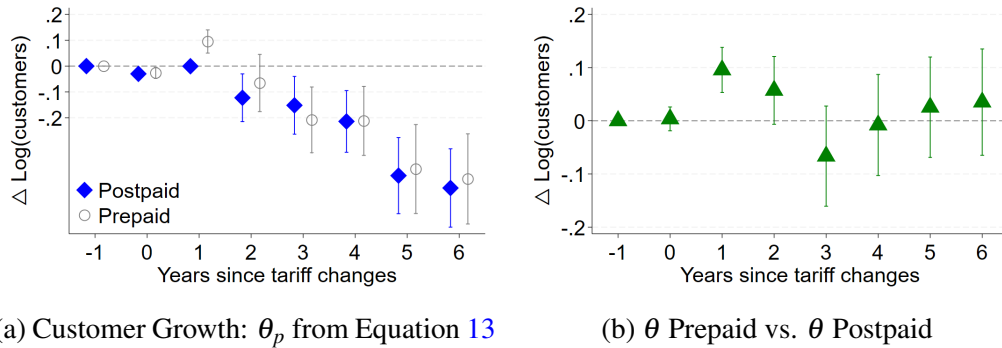 .2
.1
0
-.1
-.2
△ Log(customers)
Postpaid
Prepaid
-1 0 1 2 3 4 5 6
Years since tariff changes
.2
.1
0
-.1
-.2
△ Log(customers)
-1 0 1 2 3 4 5 6
Years since tariff changes
a) Customer Growth: θp from Equation 13
(b) θ Prepaid vs. θ Postpaid